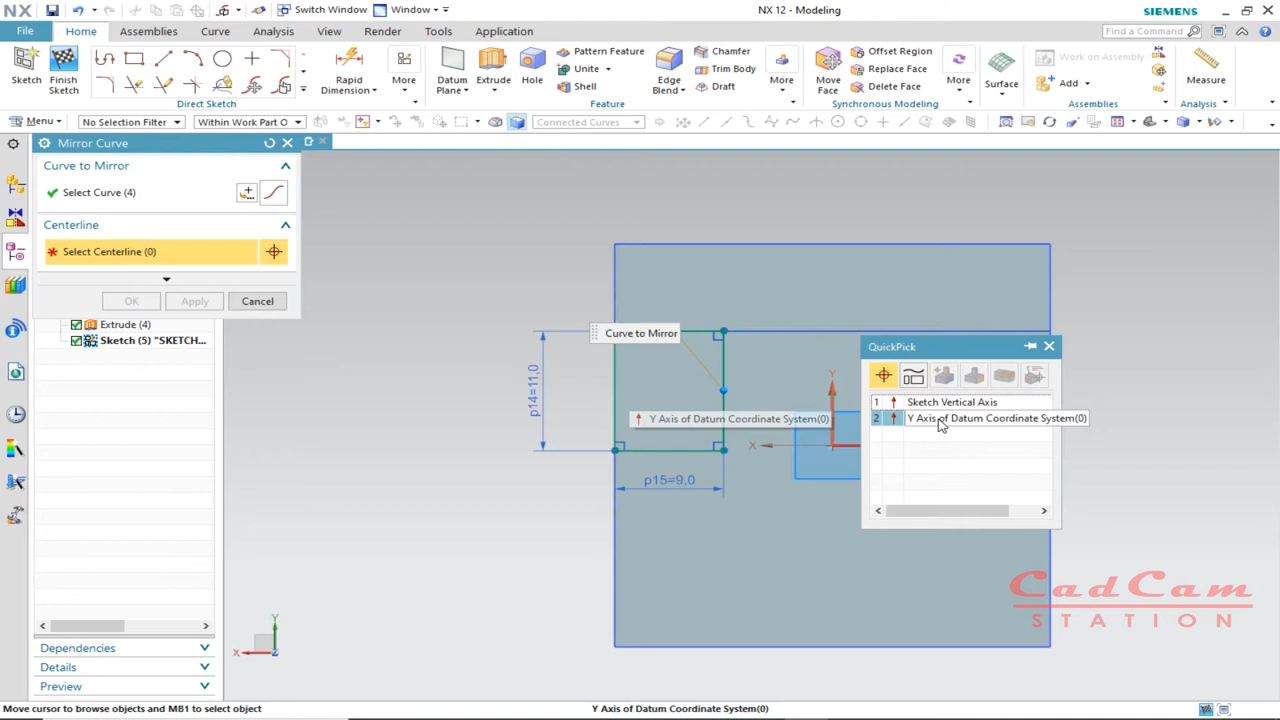 NX
Switch Window
Window
NX 12 - Modeling
SIEMENS
File
Home
Assemblies
Curve
Analysis
View
Render
Tools
Application
Find a Command
Sketch
Finish
Sketch
Rapid
Dimension
More
Datum
Plane
Extrude
Hole
Pattern Feature
Unite
Shell
Edge
Blend
Chamfer
Trim Body
Draft
More
Move
Face
Offset Region
Replace Face
Delete Face
More
Surface
Work on Assembly
Add
Measure
Direct Sketch
Feature
Synchronous Modeling
Assemblies
Analysis
Menu
No Selection Filter
Within Work Part O
Connected Curves
Mirror Curve
Curve to Mirror
Select Curve (4)
Centerline
* Select Centerline (0)
OK
Apply
Cancel
Extrude (4)
Sketch (5) "SKETCH...
Dependencies
Details
Preview
Curve to Mirror
p14=11,0
p15=9,0
Y Axis of Datum Coordinate System(0)
Y
X
QuickPick
1 Sketch Vertical Axis
2 Y Axis of Datum Coordinate System(0)
Y
X
Z
CadCam
STATION
Move cursor to browse objects and MB1 to select object
Y Axis of Datum Coordinate System(0)